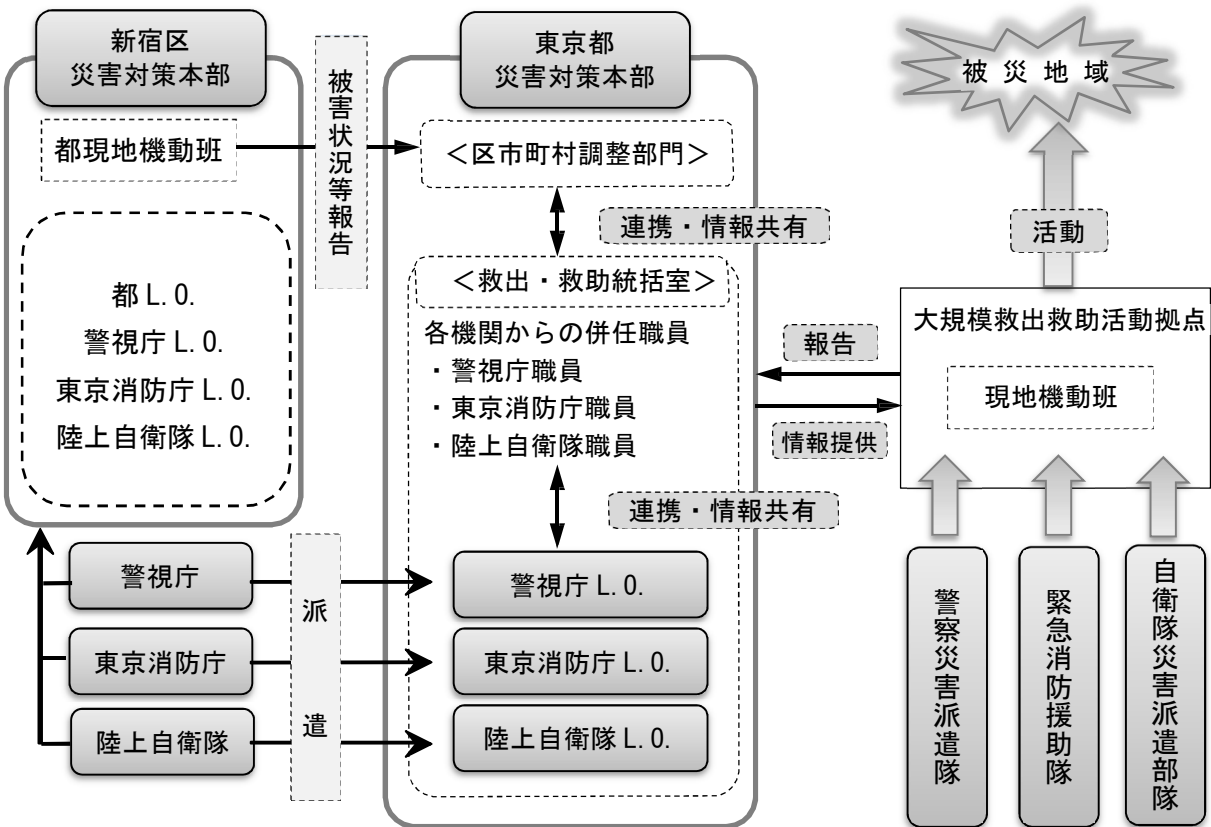 新宿区
災害対策本部
都現地機動班
都 L.O.
警視庁 L.O.
東京消防庁 L.O.
陸上自衛隊 L.O.
被害状況等報告
東京都
災害対策本部
＜区市町村調整部門＞
連携・情報共有
＜救出・救助統括室＞
各機関からの併任職員
・警視庁職員
・東京消防庁職員
・陸上自衛隊職員
連携・情報共有
警視庁 L.O.
東京消防庁 L.O.
陸上自衛隊 L.O.
警視庁
東京消防庁
陸上自衛隊
派遣
被災地域
活動
大規模救出救助活動拠点
現地機動班
報告
情報提供
警察災害派遣隊
緊急消防援助隊
自衛隊災害派遣部隊